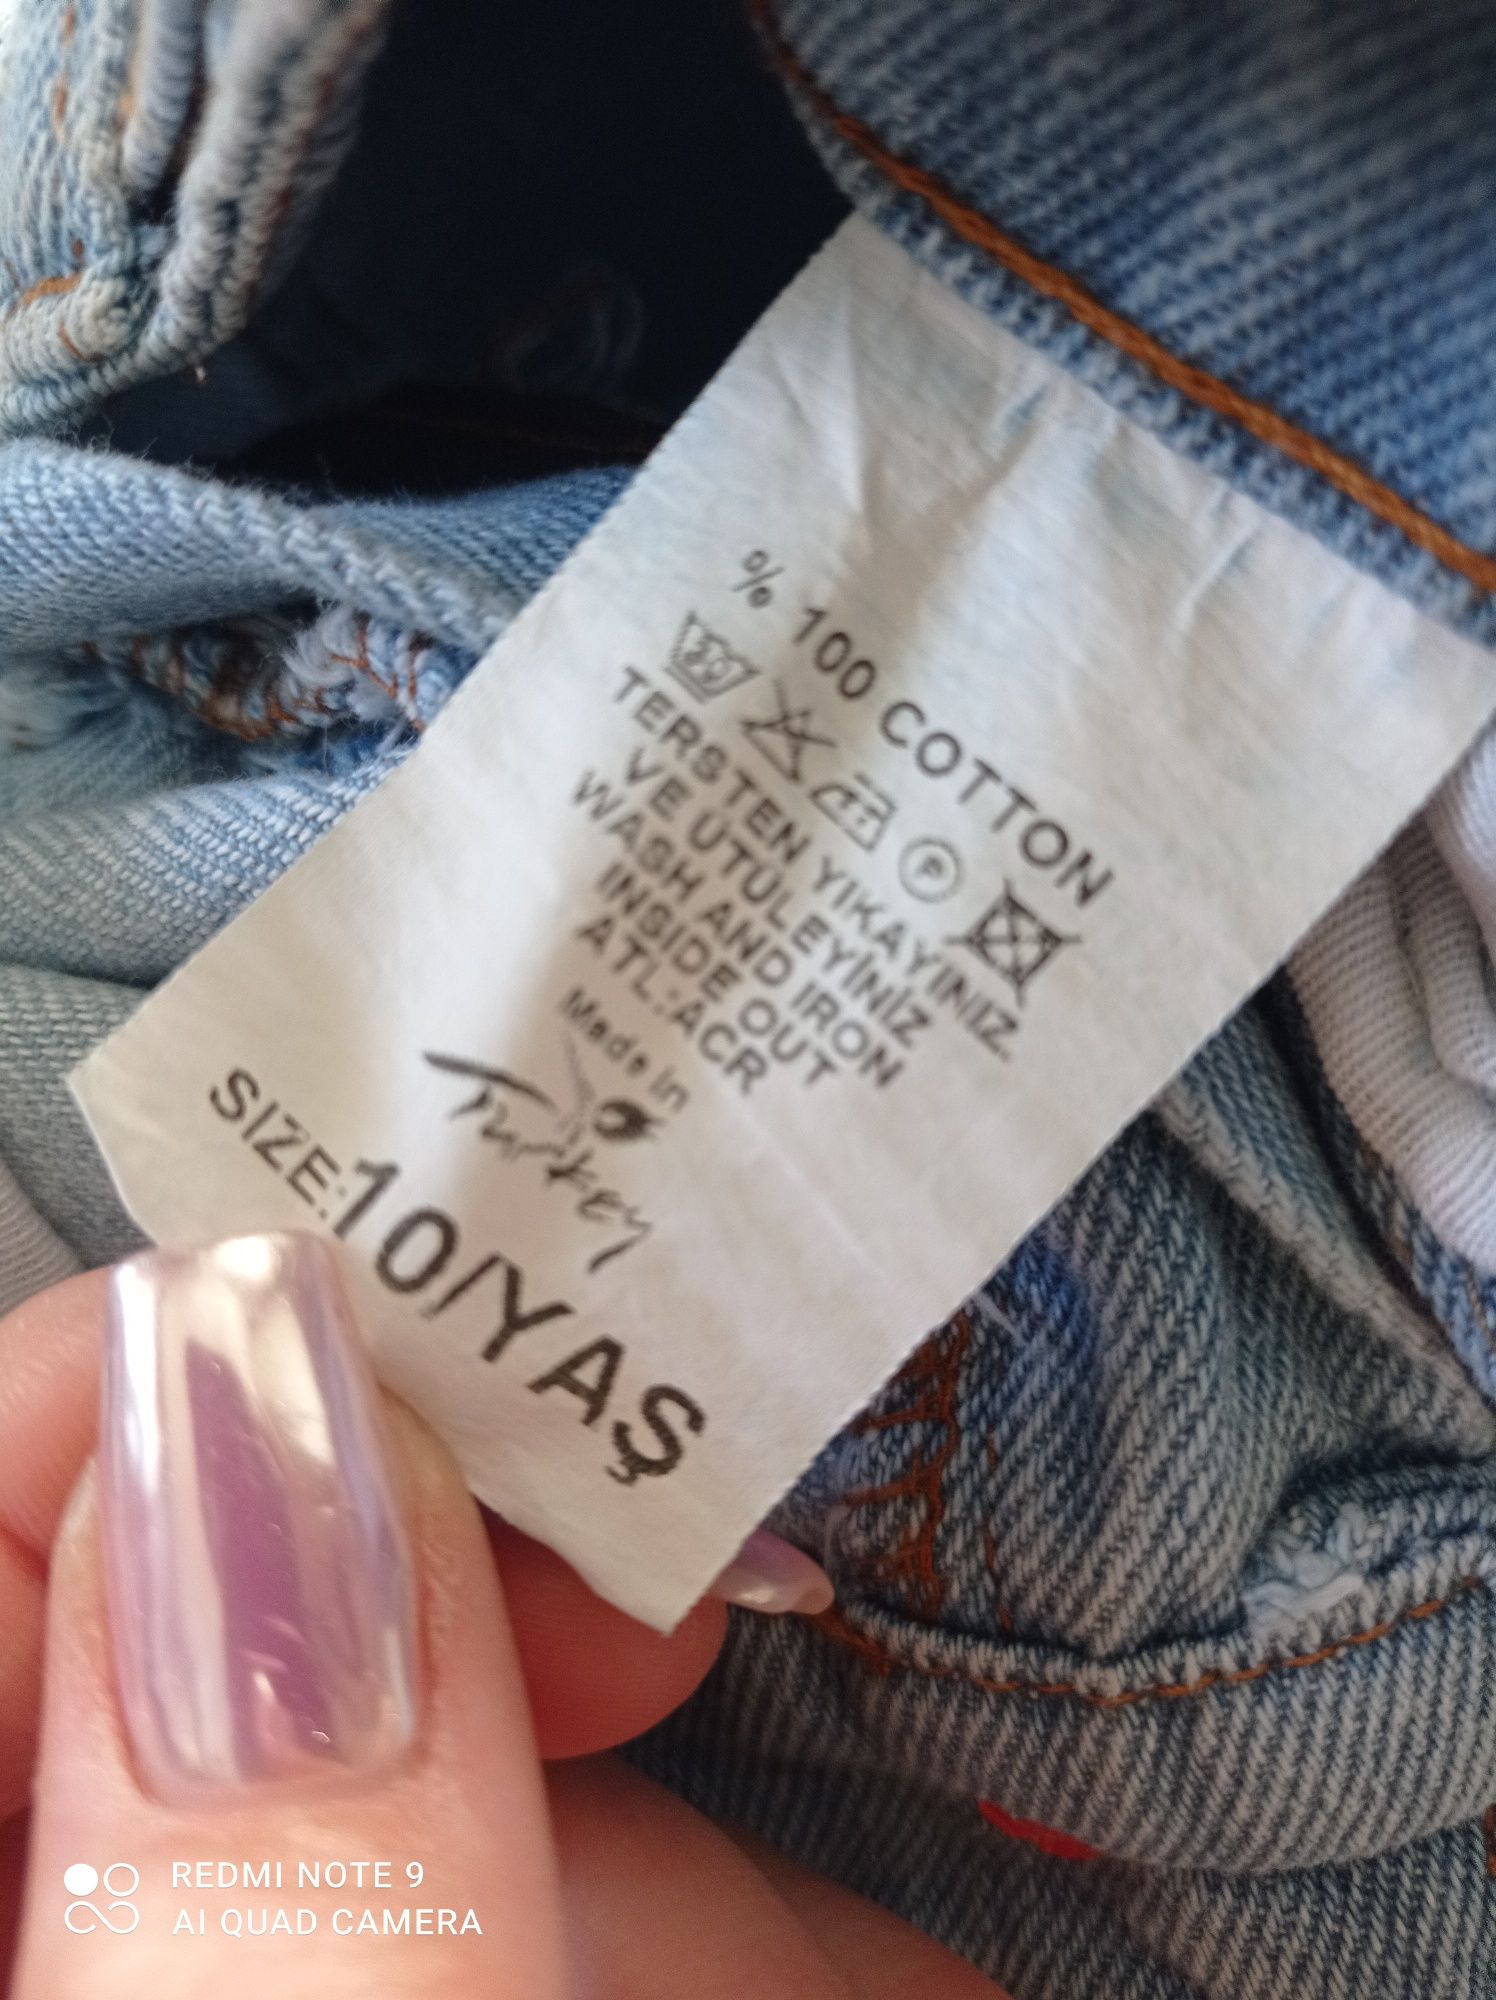 % 100 COTTON
30
P
TERSTEN YIKAYINIZ.
VE ÜTÜLEYİNİZ
WASH AND IRON
INSIDE OUT
ATL.:ACR
Made in
Turkey
SIZE:10/YAŞ
REDMI NOTE 9
AI QUAD CAMERA